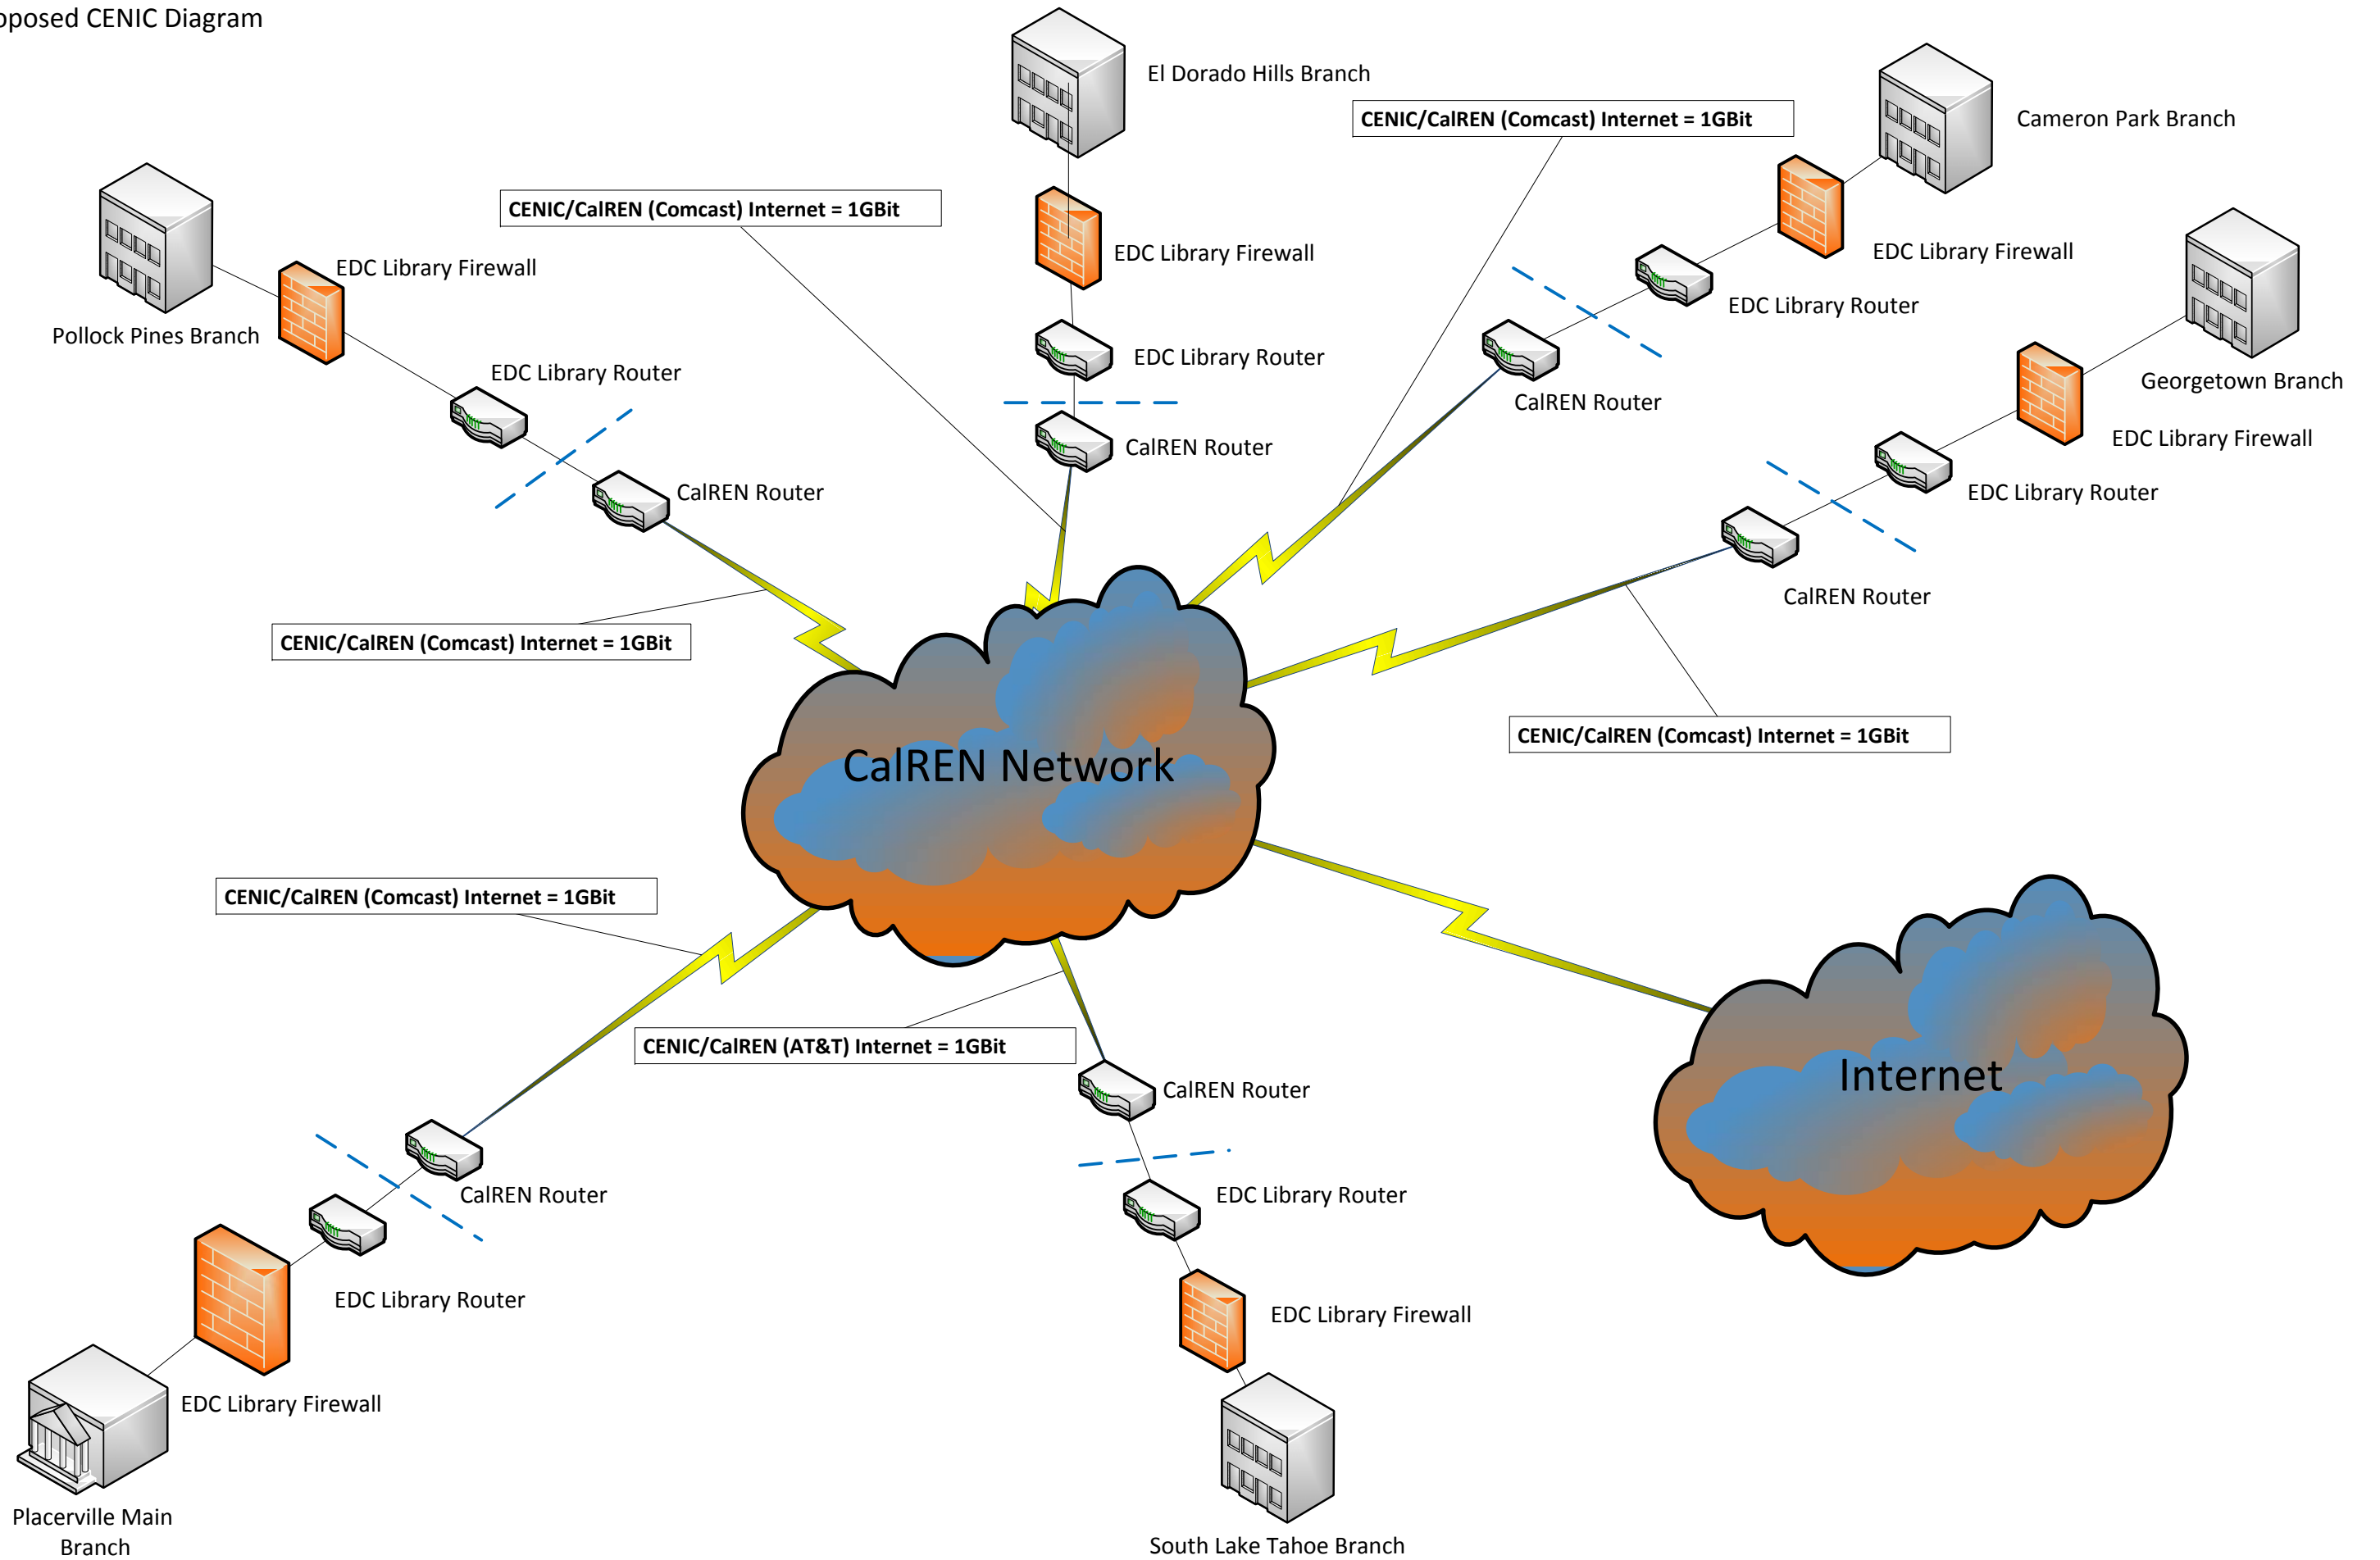 oposed CENIC Diagram
El Dorado Hills Branch
CENIC/CalREN (Comcast) Internet = 1GBit
Cameron Park Branch
CENIC/CalREN (Comcast) Internet = 1GBit
EDC Library Firewall
EDC Library Firewall
EDC Library Firewall
Pollock Pines Branch
EDC Library Router
EDC Library Router
EDC Library Router
Georgetown Branch
CalREN Router
EDC Library Firewall
CalREN Router
CalREN Router
EDC Library Router
CalREN Router
CENIC/CalREN (Comcast) Internet = 1GBit
CENIC/CalREN (Comcast) Internet = 1GBit
CalREN Network
CENIC/CalREN (Comcast) Internet = 1GBit
CENIC/CalREN (AT&T) Internet = 1GBit
Internet
CalREN Router
CalREN Router
EDC Library Router
EDC Library Router
EDC Library Firewall
EDC Library Firewall
Placerville Main
Branch
South Lake Tahoe Branch